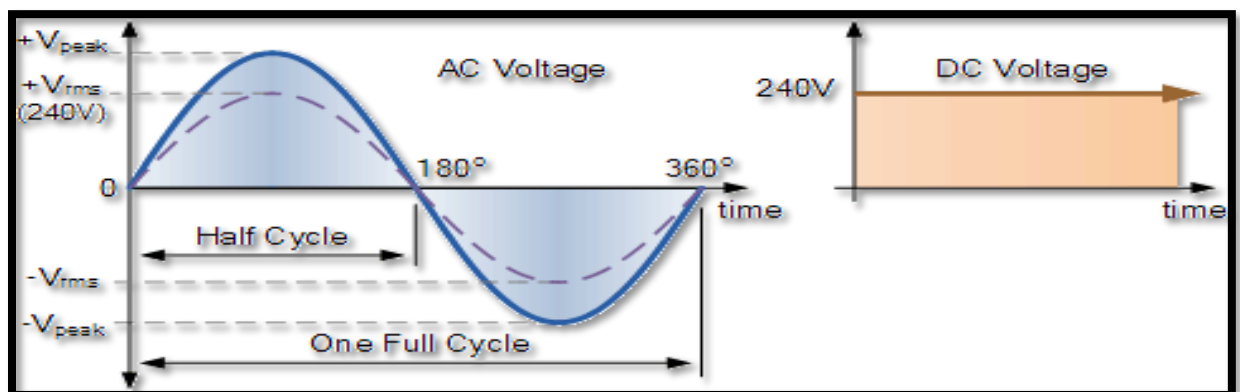 +Vpeak
AC Voltage
DC Voltage
+Vrms
(240V)
240V
0
180°
360°
time
time
Half Cycle
-Vrms
-Vpeak
One Full Cycle